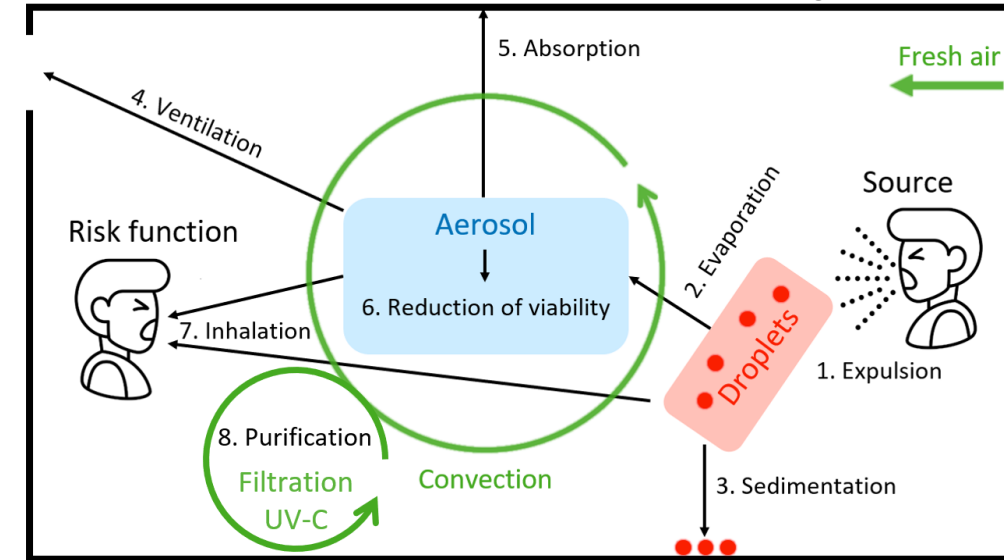 5. Absorption
Fresh air
4. Ventilation
Source
Risk function
Aerosol
2. Evaporation
6. Reduction of viability
7. Inhalation
Droplets
1. Expulsion
8. Purification
Filtration
UV-C
Convection
3. Sedimentation